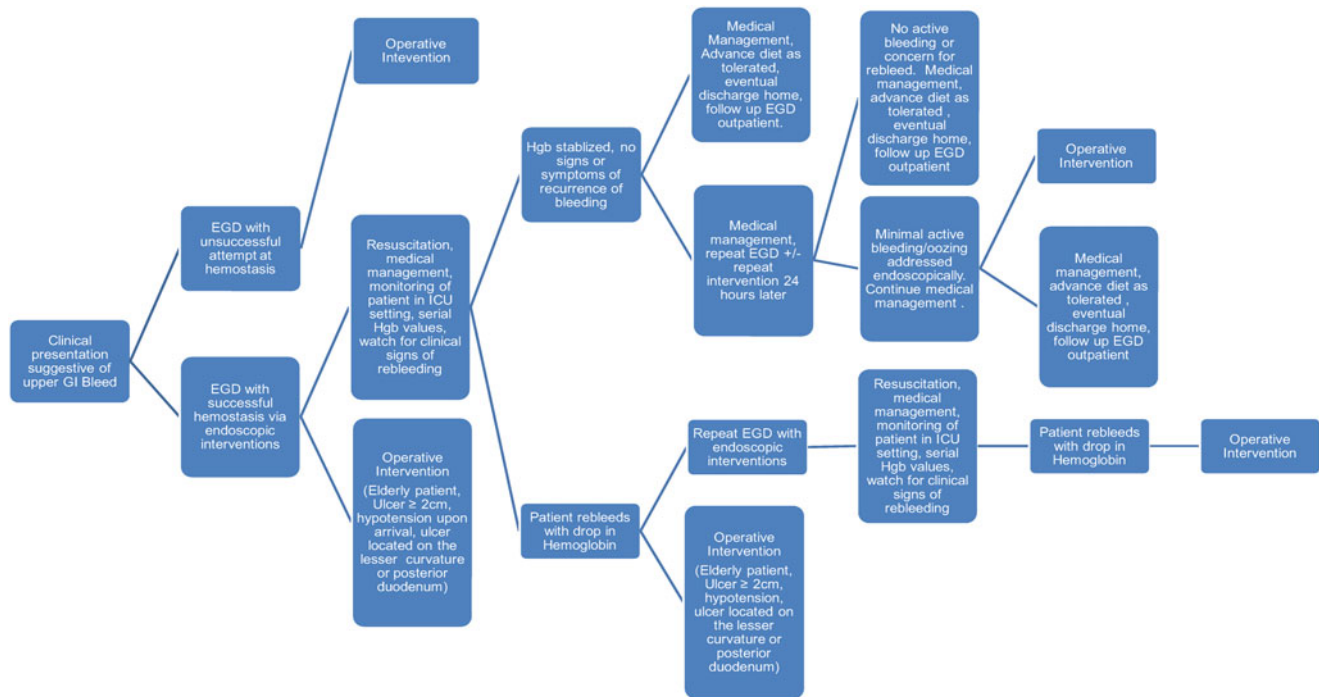 Clinical
presentation
suggestive of
upper GI Bleed
EGD with
unsuccessful
attempt at
hemostasis
EGD with
successful
hemostasis via
endoscopic
interventions
Operative
Intevention
Resuscitation,
medical
management,
monitoring of
patient in ICU
setting, serial
Hgb values,
watch for clinical
signs of
rebleeding
Operative
Intervention
(Elderly patient,
Ulcer ≥ 2cm,
hypotension upon
arrival, ulcer
located on the
lesser curvature
or posterior
duodenum)
Hgb stablized, no
signs or
symptoms of
recurrence of
bleeding
Patient rebleeds
with drop in
Hemoglobin
Medical
Management,
Advance diet as
tolerated,
eventual
discharge home,
follow up EGD
outpatient.
Medical
management,
repeat EGD +/-
repeat
intervention 24
hours later
Repeat EGD with
endoscopic
interventions
Operative
Intervention
(Elderly patient,
Ulcer ≥ 2cm,
hypotension,
ulcer located on
the lesser
curvature or
posterior
duodenum)
No active
bleeding or
concern for
rebleed. Medical
management,
advance diet as
tolerated ,
eventual
discharge home,
follow up EGD
outpatient
Minimal active
bleeding/oozing
addressed
endoscopically.
Continue medical
management .
Resuscitation,
medical
management,
monitoring of
patient in ICU
setting, serial
Hgb values,
watch for clinical
signs of
rebleeding
Operative
Intervention
Medical
management,
advance diet as
tolerated ,
eventual
discharge home,
follow up EGD
outpatient
Patient rebleeds
with drop in
Hemoglobin
Operative
Intervention